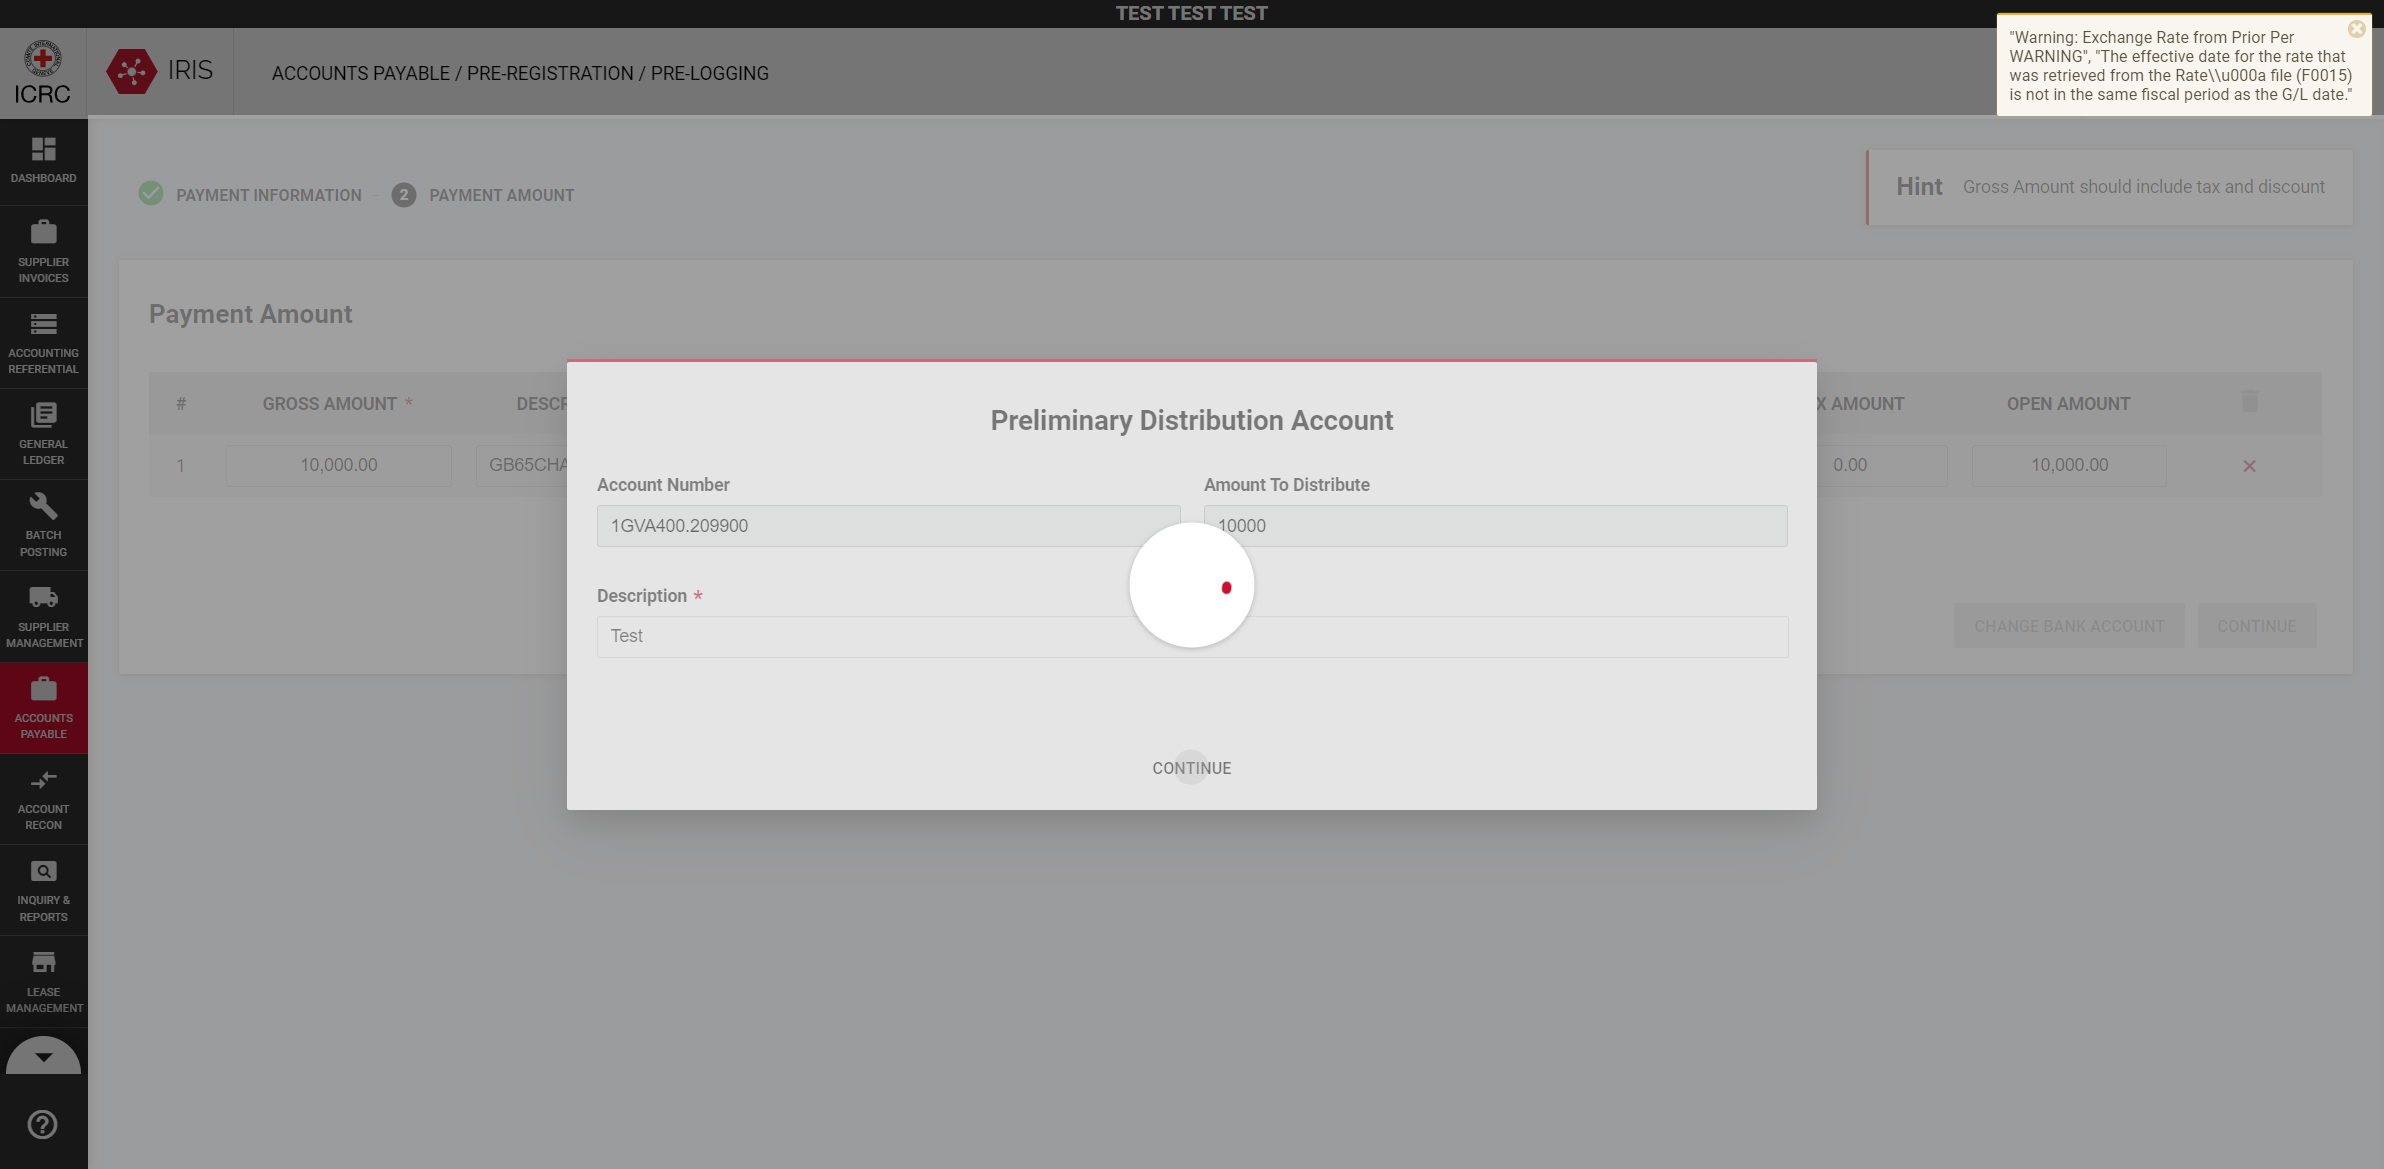 TEST TEST TEST
ICRC
IRIS
ACCOUNTS PAYABLE / PRE-REGISTRATION / PRE-LOGGING
"Warning: Exchange Rate from Prior Per
WARNING", "The effective date for the rate that
was retrieved from the Rate\\u000a file (F0015)
is not in the same fiscal period as the G/L date."
DASHBOARD
SUPPLIER
INVOICES
ACCOUNTING
REFERENTIAL
GENERAL
LEDGER
BATCH
POSTING
SUPPLIER
MANAGEMENT
ACCOUNTS
PAYABLE
ACCOUNT
RECON
INQUIRY &
REPORTS
LEASE
MANAGEMENT
PAYMENT INFORMATION
2 PAYMENT AMOUNT
Hint Gross Amount should include tax and discount
Payment Amount
# GROSS AMOUNT * DESCR X AMOUNT OPEN AMOUNT
1 10,000.00 GB65CHA 0.00 10,000.00
Preliminary Distribution Account
Account Number Amount To Distribute
1GVA400.209900 10000
Description *
Test
CONTINUE
CHANGE BANK ACCOUNT CONTINUE